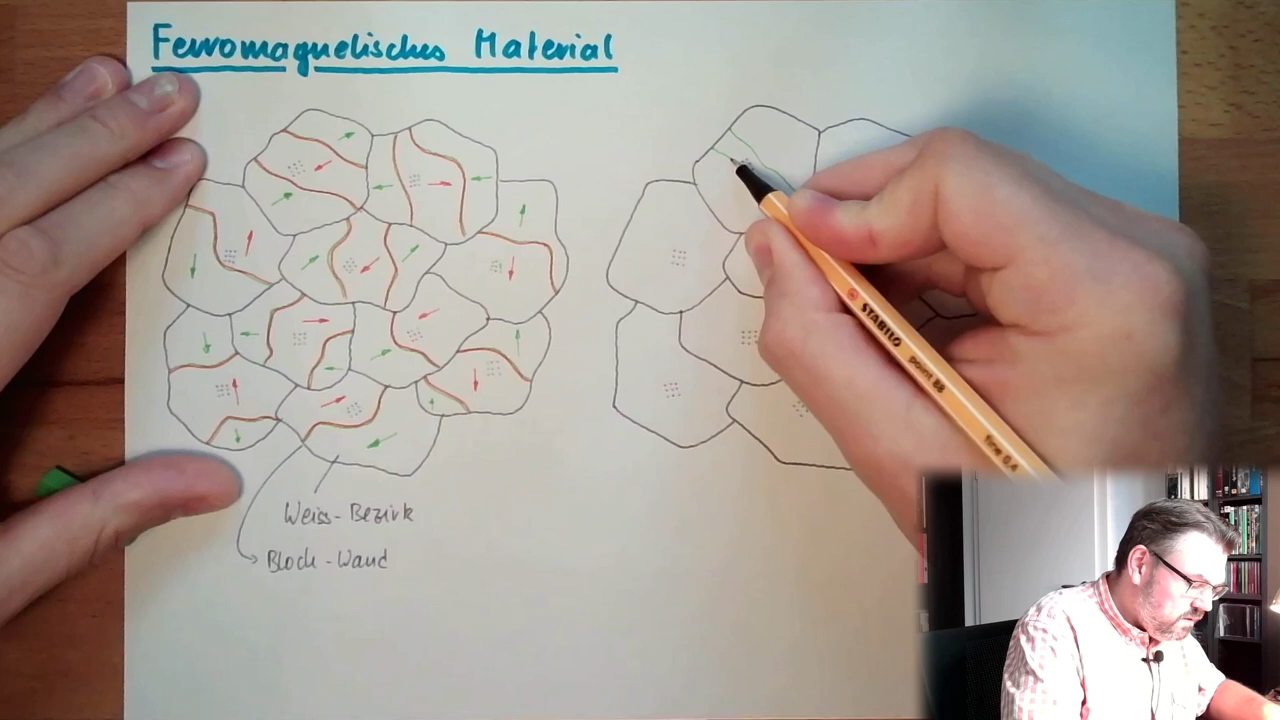 Ferromagnetisches Material
Weiss-Bezirk
Bloch-Wand
STABILO point 88 fine 0,4